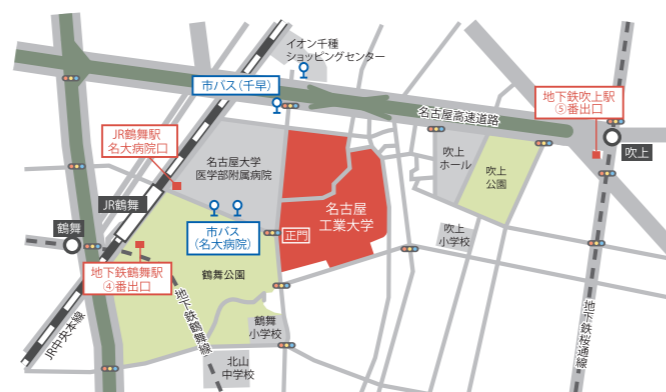 イオン千種
ショッピングセンター
市バス(千早)
地下鉄吹上駅
⑤番出口
名古屋高速道路
JR鶴舞駅
名大病院口
名古屋大学
医学部附属病院
吹上
ホール
吹上
公園
吹上
JR鶴舞
名古屋
工業大学
鶴舞
市バス
(名大病院)
正門
吹上
小学校
地下鉄鶴舞駅
④番出口
鶴舞公園
地下鉄鶴舞線
地下鉄桜通線
JR中央本線
鶴舞
小学校
北山
中学校